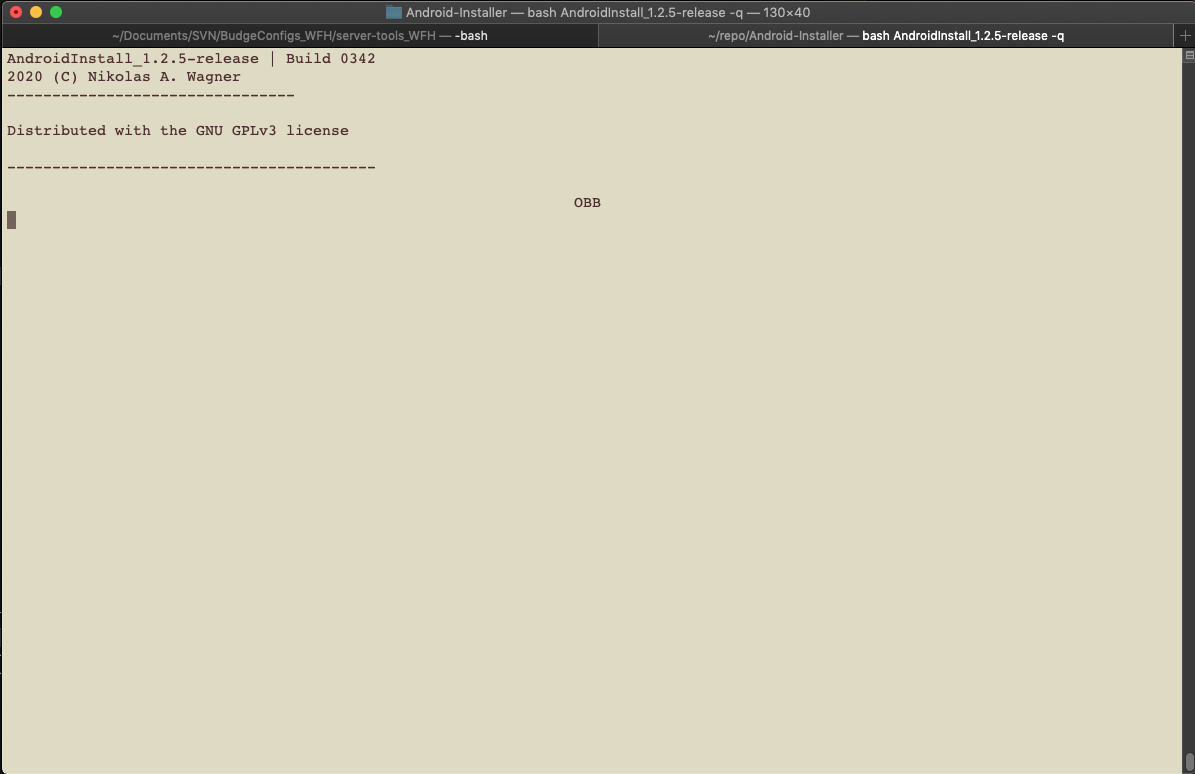 Android-Installer — bash AndroidInstall_1.2.5-release -q — 130×40
~/Documents/SVN/BudgeConfigs_WFH/server-tools_WFH — -bash
~/repo/Android-Installer — bash AndroidInstall_1.2.5-release -q
AndroidInstall_1.2.5-release | Build 0342
2020 (C) Nikolas A. Wagner
--------------------------------
Distributed with the GNU GPLv3 license
-----------------------------------------
OBB